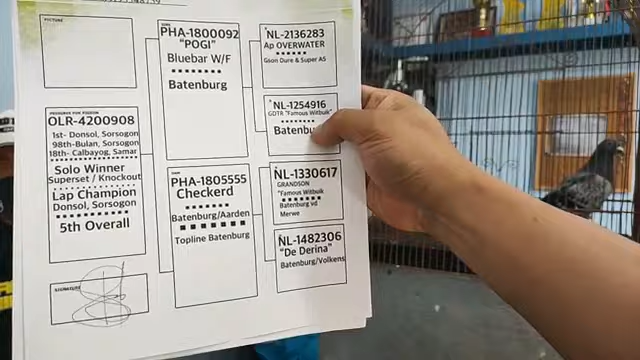 PICTURE
OLR-4200908
1st- Donsol, Sorsogon
98th-Bulan, Sorsogon
18th- Calbayog, Samar
Solo Winner
Superset / Knockout
Lap Champion
Donsol, Sorsogon
5th Overall
SIGNATURE
PHA-1800092
"POGI"
Bluebar W/F
Batenburg
PHA-1805555
Checkerd
Batenburg/Aarden
Topline Batenburg
NL-2136283
Ap OVERWATER
Gson Oure & Super AS
NL-1254916
GDTR "Famous Witbuik"
NL-1330617
GRANDSON
"Famous Witbuik
Batenburg vd
Merwe
NL-1482306
"De Derina"
Batenburg/Volkens